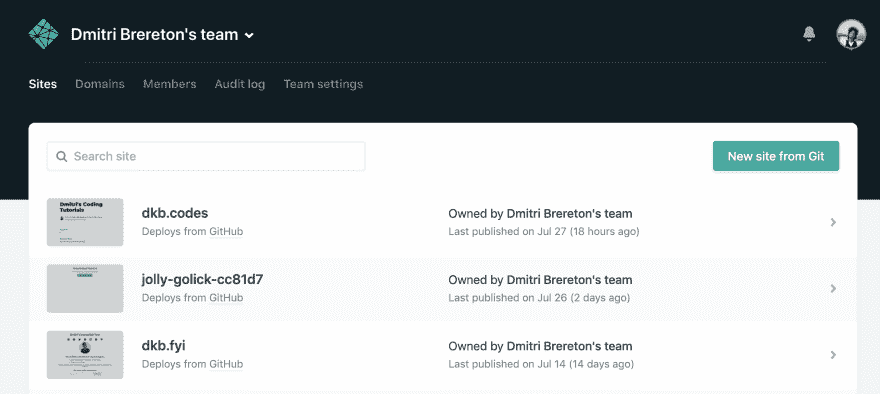 Dmitri Brereton's team
Sites Domains Members Audit log Team settings
Search site
New site from Git
Dmitri's Coding
Tutorials
dkb.codes
Deploys from GitHub
Owned by Dmitri Brereton's team
Last published on Jul 27 (18 hours ago)
jolly-golick-cc81d7
Deploys from GitHub
Owned by Dmitri Brereton's team
Last published on Jul 26 (2 days ago)
dkb.fyi
Deploys from GitHub
Owned by Dmitri Brereton's team
Last published on Jul 14 (14 days ago)